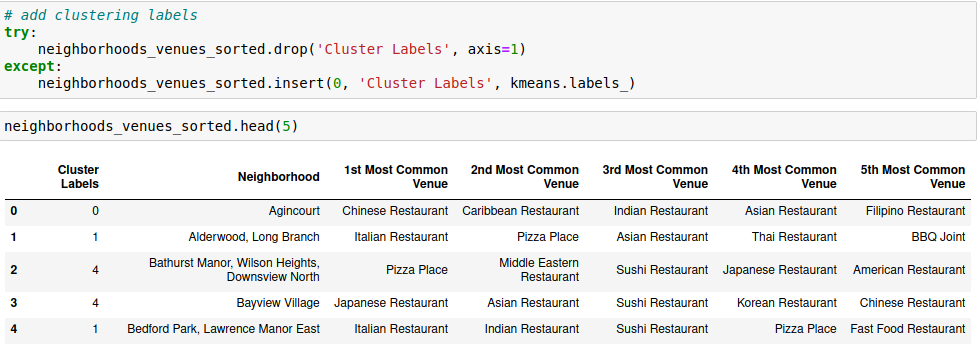 # add clustering labels
try:
    neighborhoods_venues_sorted.drop('Cluster Labels', axis=1)
except:
    neighborhoods_venues_sorted.insert(0, 'Cluster Labels', kmeans.labels_)
neighborhoods_venues_sorted.head(5)
Cluster Labels Neighborhood 1st Most Common Venue 2nd Most Common Venue 3rd Most Common Venue 4th Most Common Venue 5th Most Common Venue
0 0 Agincourt Chinese Restaurant Caribbean Restaurant Indian Restaurant Asian Restaurant Filipino Restaurant
1 1 Alderwood, Long Branch Italian Restaurant Pizza Place Asian Restaurant Thai Restaurant BBQ Joint
2 4 Bathurst Manor, Wilson Heights, Downsview North Pizza Place Middle Eastern Restaurant Sushi Restaurant Japanese Restaurant American Restaurant
3 4 Bayview Village Japanese Restaurant Asian Restaurant Sushi Restaurant Korean Restaurant Chinese Restaurant
4 1 Bedford Park, Lawrence Manor East Italian Restaurant Indian Restaurant Sushi Restaurant Pizza Place Fast Food Restaurant